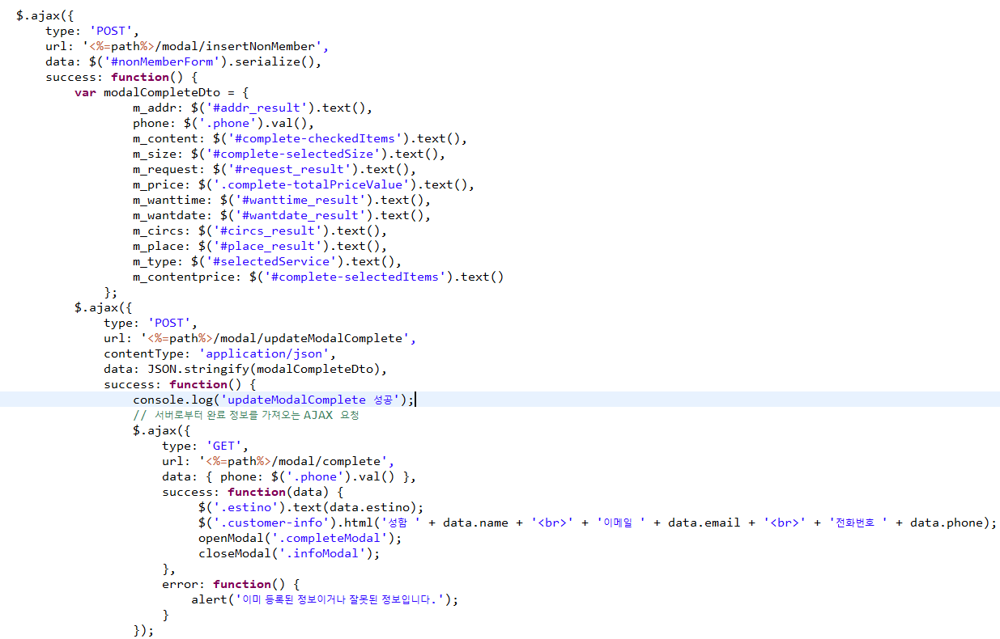 $.ajax({
    type: 'POST',
    url: '<%=path%>/modal/insertNonMember',
    data: $('#nonMemberForm').serialize(),
    success: function() {
        var modalCompleteDto = {
                m_addr: $('#addr_result').text(),
                phone: $('.phone').val(),
                m_content: $('#complete-checkedItems').text(),
                m_size: $('#complete-selectedSize').text(),
                m_request: $('#request_result').text(),
                m_price: $('.complete-totalPriceValue').text(),
                m_wanttime: $('#wanttime_result').text(),
                m_wantdate: $('#wantdate_result').text(),
                m_circs: $('#circs_result').text(),
                m_place: $('#place_result').text(),
                m_type: $('#selectedService').text(),
                m_contentprice: $('#complete-selectedItems').text()
            };
        $.ajax({
            type: 'POST',
            url: '<%=path%>/modal/updateModalComplete',
            contentType: 'application/json',
            data: JSON.stringify(modalCompleteDto),
            success: function() {
                console.log('updateModalComplete 성공');
                // 서버로부터 완료 정보를 가져오는 AJAX 요청
                $.ajax({
                    type: 'GET',
                    url: '<%=path%>/modal/complete',
                    data: { phone: $('.phone').val() },
                    success: function(data) {
                         $('.estino').text(data.estino);
                         $('.customer-info').html('성함 ' + data.name + '<br>' + '이메일 ' + data.email + '<br>' + '전화번호 ' + data.phone);
                         openModal('.completeModal');
                         closeModal('.infoModal');
                    },
                    error: function() {
                        alert('이미 등록된 정보이거나 잘못된 정보입니다.');
                    }
                });